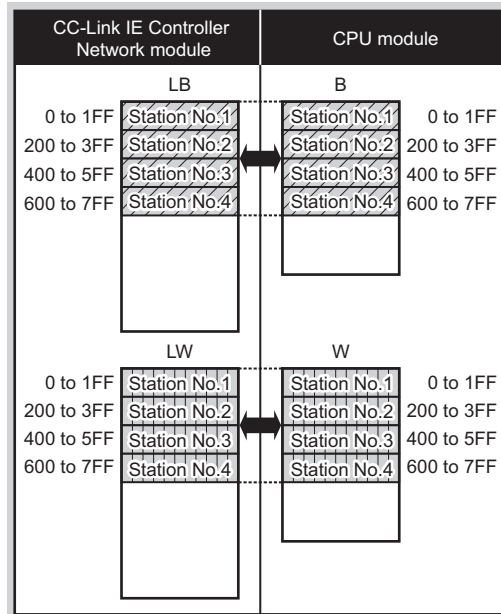 CC-Link IE Controller
Network module
CPU module
LB
B
0 to 1FF Station No.1 Station No.1 0 to 1FF
200 to 3FF Station No.2 Station No.2 200 to 3FF
400 to 5FF Station No.3 Station No.3 400 to 5FF
600 to 7FF Station No.4 Station No.4 600 to 7FF
LW
W
0 to 1FF Station No.1 Station No.1 0 to 1FF
200 to 3FF Station No.2 Station No.2 200 to 3FF
400 to 5FF Station No.3 Station No.3 400 to 5FF
600 to 7FF Station No.4 Station No.4 600 to 7FF